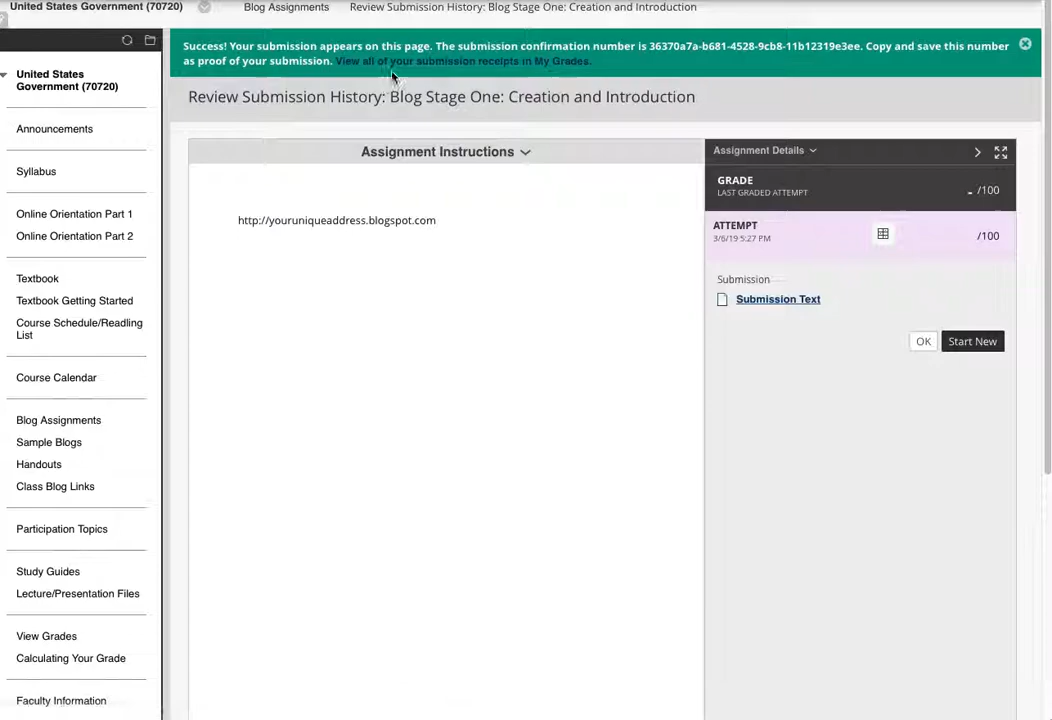 United States Government (70720)
Blog Assignments
Review Submission History: Blog Stage One: Creation and Introduction
United States
Government (70720)
Announcements
Syllabus
Online Orientation Part 1
Online Orientation Part 2
Textbook
Textbook Getting Started
Course Schedule/Reading
List
Course Calendar
Blog Assignments
Sample Blogs
Handouts
Class Blog Links
Participation Topics
Study Guides
Lecture/Presentation Files
View Grades
Calculating Your Grade
Faculty Information
Success! Your submission appears on this page. The submission confirmation number is 36370a7a-b681-4528-9cb8-11b12319e3ee. Copy and save this number
as proof of your submission. View all of your submission receipts in My Grades.
Review Submission History: Blog Stage One: Creation and Introduction
Assignment Instructions
http://youruniqueaddress.blogspot.com
Assignment Details
GRADE
LAST GRADED ATTEMPT
- /100
ATTEMPT
3/6/19 5:27 PM
/100
Submission
Submission Text
OK
Start New